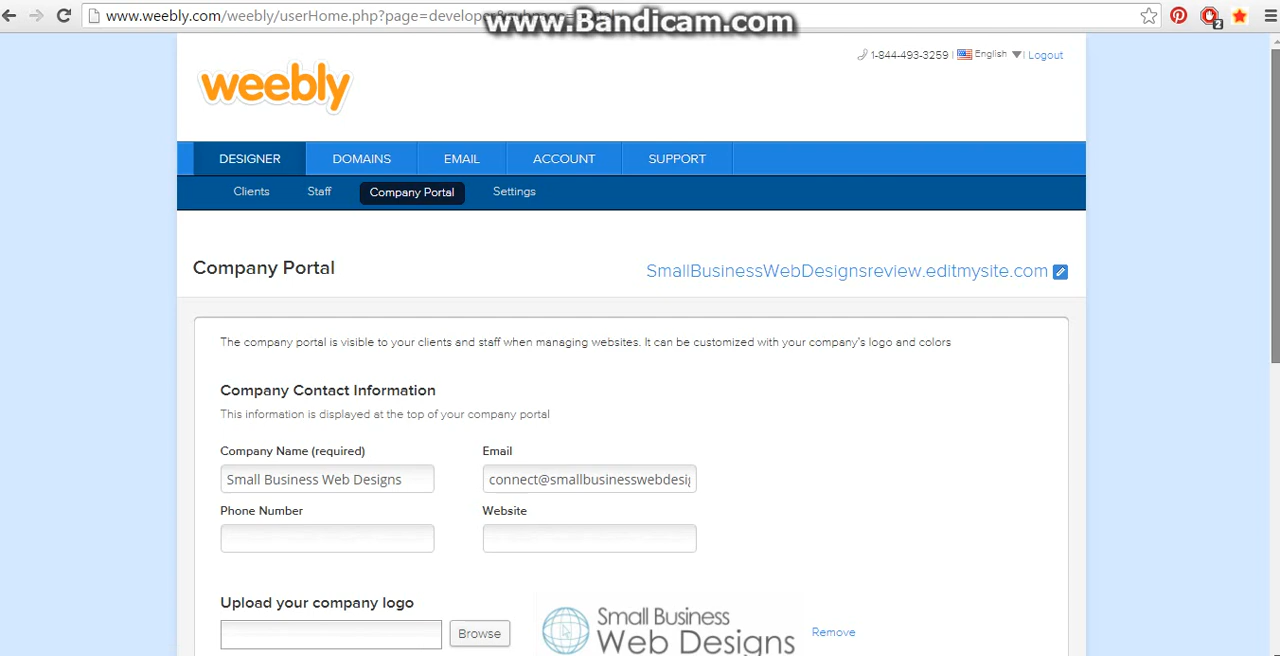 www.weebly.com/weebly/userHome.php?page=develope
www.Bandicam.com
2
1-844-493-3259 | English | Logout
weebly
DESIGNER DOMAINS EMAIL ACCOUNT SUPPORT
Clients Staff Company Portal Settings
Company Portal SmallBusinessWebDesignsreview.editmysite.com
The company portal is visible to your clients and staff when managing websites. It can be customized with your company's logo and colors
Company Contact Information
This information is displayed at the top of your company portal
Company Name (required) Email
Small Business Web Designs connect@smallbusinesswebdesig
Phone Number Website
Upload your company logo
Browse
Small Business
Web Designs
Remove